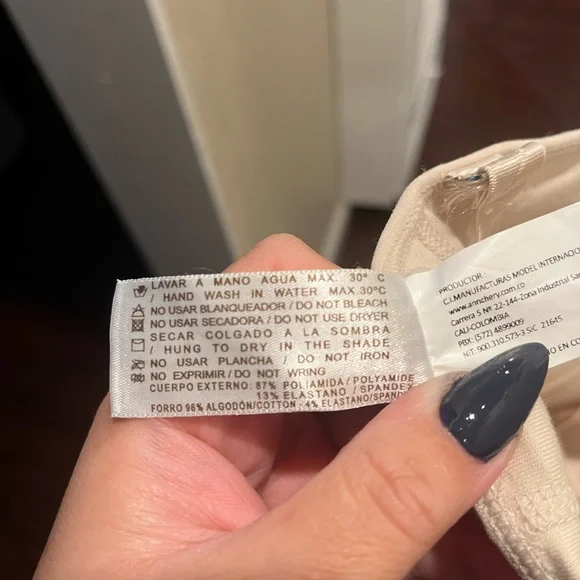 LAVAR A MANO AGUA MAX. 30° C
/ HAND WASH IN WATER MAX.30°C
NO USAR BLANQUEADOR / DO NOT BLEACH
NO USAR SECADORA / DO NOT USE DRYER
SECAR COLGADO A LA SOMBRA
/ HUNG TO DRY IN THE SHADE
NO USAR PLANCHA / DO NOT IRON
NO EXPRIMIR / DO NOT WRING
CUERPO EXTERNO: 87% POLIAMIDA / POLYAMIDE
13% ELASTANO / SPANDEX
FORRO 96% ALGODÓN/COTTON - 4% ELASTANO/SPAND
PRODUCTOR:
C.I.MANUFACTURAS MODEL INTERNACIO
www.annchery.com.co
Carrera 5 Nº 22-144-Zona Industrial San
CALI-COLOMBIA
PBX: (572) 4899009
NIT: 900.310.573-3 SIC 21645
O EN CO